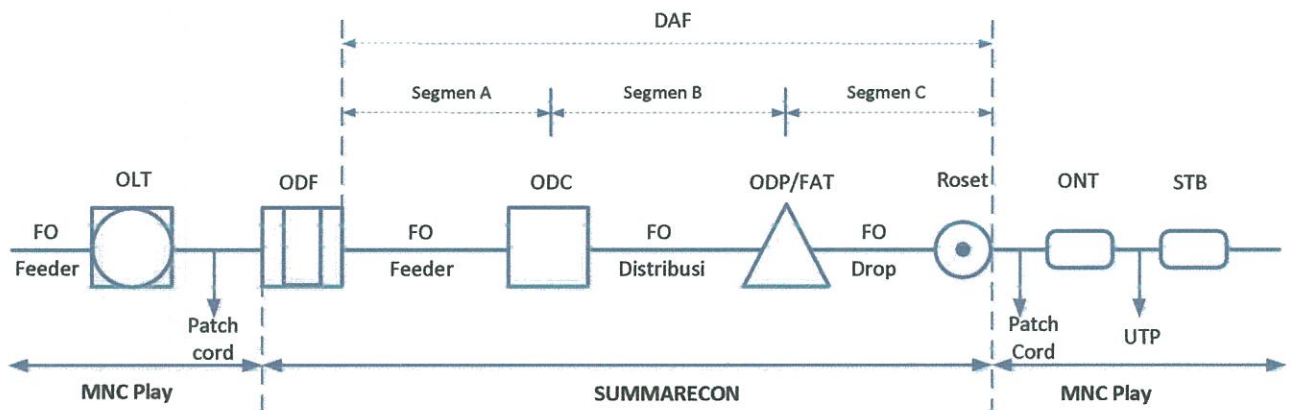 DAF
Segmen A
Segmen B
Segmen C
OLT
ODF
ODC
ODP/FAT
Roset
ONT
STB
FO
Feeder
FO
Feeder
FO
Distribusi
FO
Drop
Patch
cord
Patch
Cord
UTP
MNC Play
SUMMARECON
MNC Play